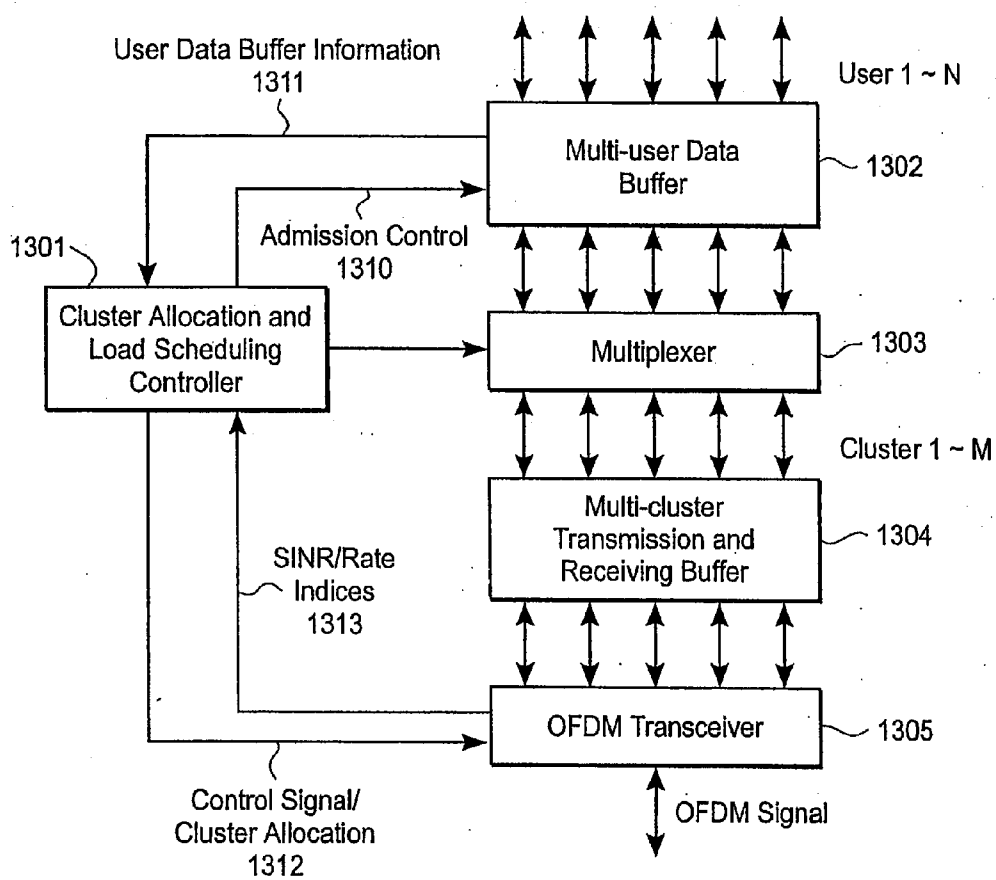 User Data Buffer Information
1311
User 1 ~ N
Multi-user Data
Buffer
1302
Admission Control
1310
1301
Cluster Allocation and
Load Scheduling
Controller
Multiplexer
1303
Cluster 1 ~ M
Multi-cluster
Transmission and
Receiving Buffer
1304
SINR/Rate
Indices
1313
OFDM Transceiver
1305
Control Signal/
Cluster Allocation
1312
OFDM Signal